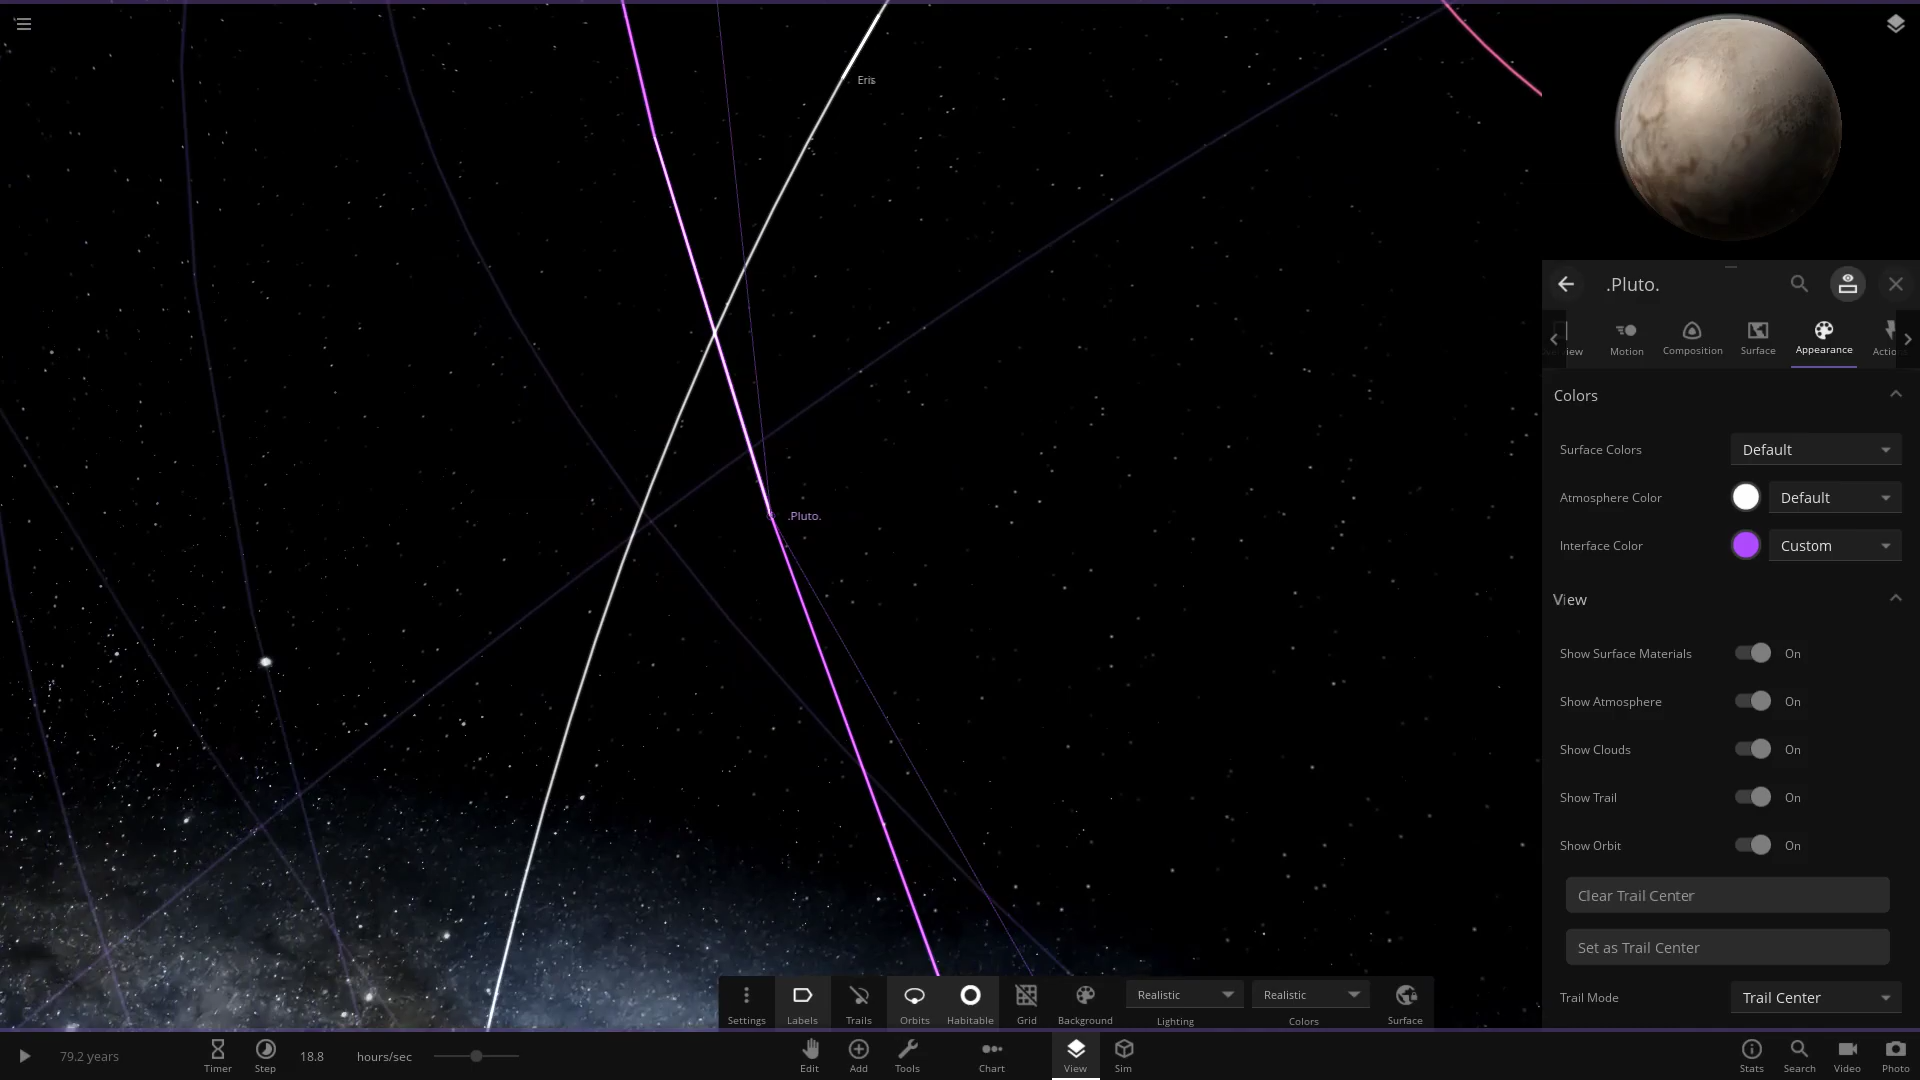 Eris
.Pluto.
.Pluto.
Motion
Composition
Surface
Appearance
Colors
Surface Colors
Default
Atmosphere Color
Default
Interface Color
Custom
View
Show Surface Materials
On
Show Atmosphere
On
Show Clouds
On
Show Trail
On
Show Orbit
On
Clear Trail Center
Set as Trail Center
Trail Mode
Trail Center
Settings
Labels
Trails
Orbits
Habitable
Grid
Background
Realistic
Lighting
Realistic
Colors
Surface
79.2 years
Timer
Step
18.8
hours/sec
Edit
Add
Tools
Chart
View
Sim
Stats
Search
Video
Photo